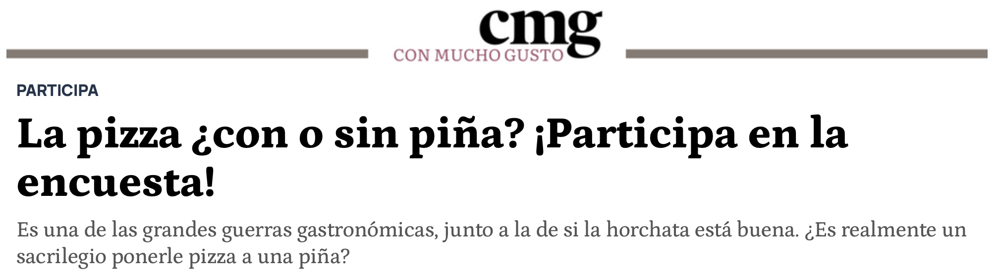 cmg
CON MUCHO GUSTO
PARTICIPA
La pizza ¿con o sin piña? ¡Participa en la
encuesta!
Es una de las grandes guerras gastronómicas, junto a la de si la horchata está buena. ¿Es realmente un
sacrilegio ponerle pizza a una piña?